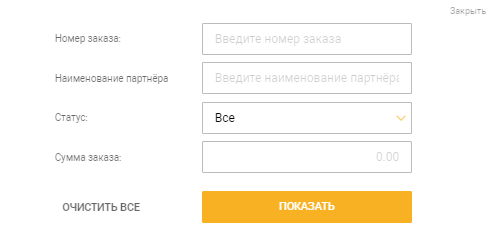 Закрыть
Номер заказа: Введите номер заказа
Наименование партнёра Введите наименование партнёра
Статус: Все
Сумма заказа: 0.00
ОЧИСТИТЬ ВСЕ ПОКАЗАТЬ